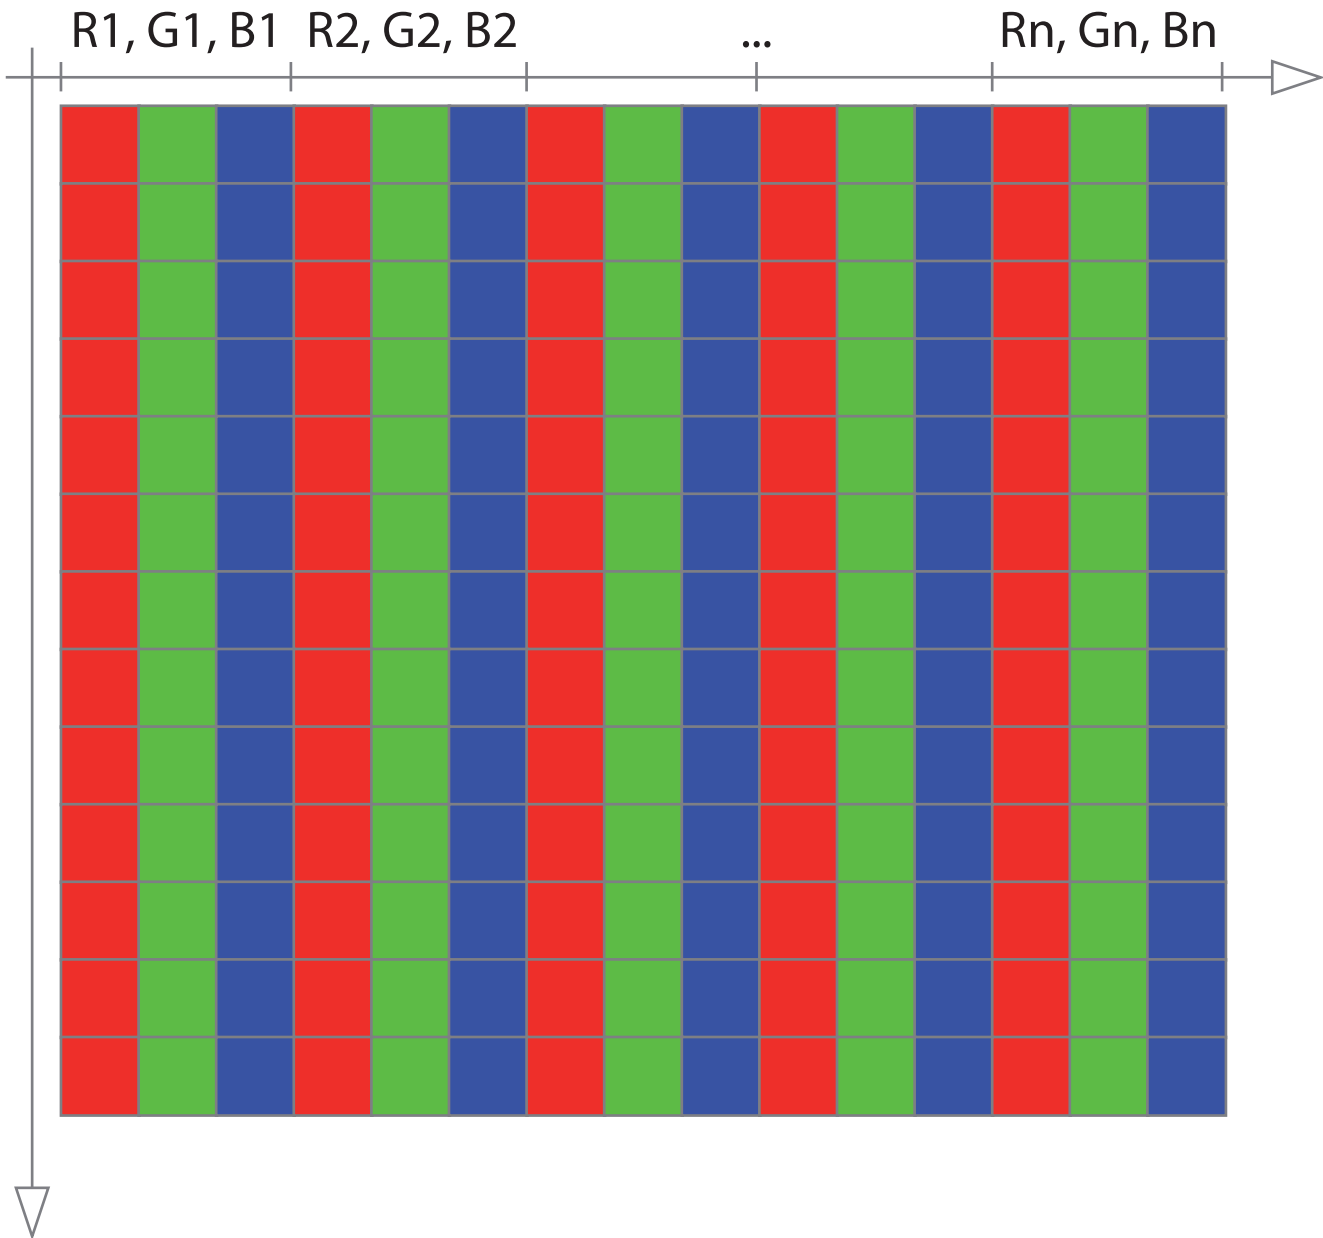 R1, G1, B1 R2, G2, B2 ... Rn, Gn, Bn